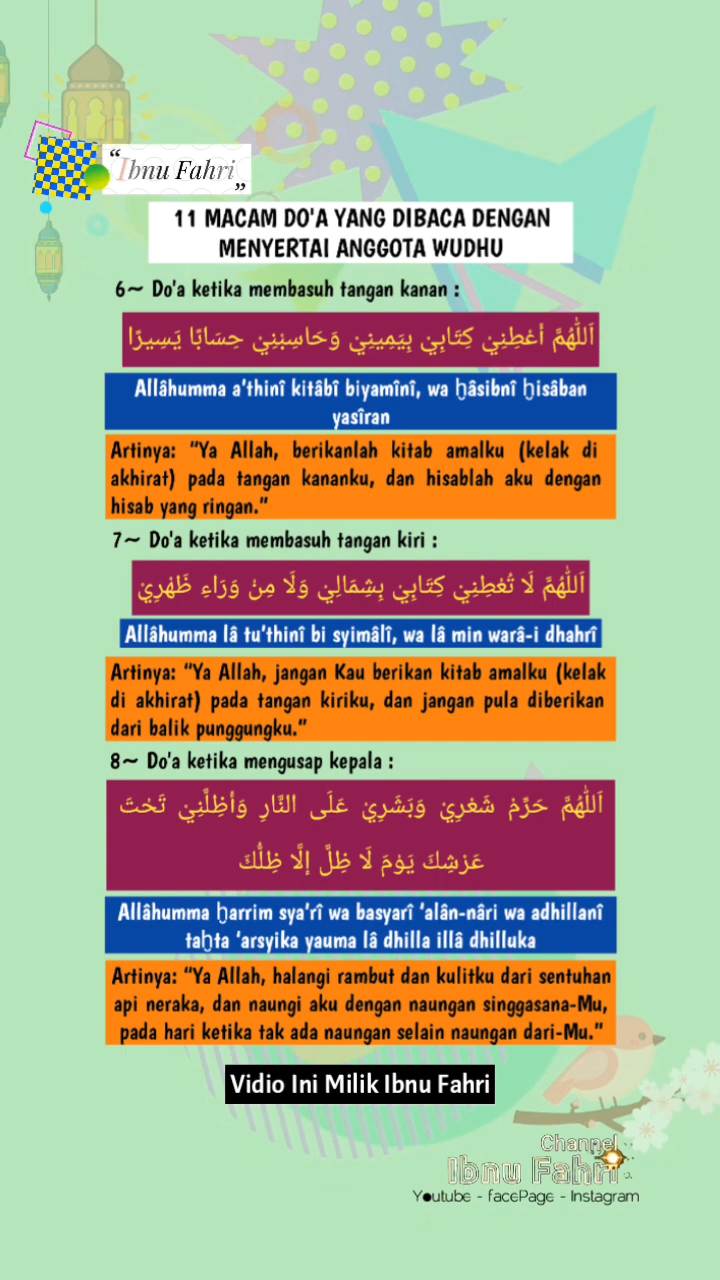 “Ibnu Fahri”
11 MACAM DO'A YANG DIBACA DENGAN
MENYERTAI ANGGOTA WUDHU
6~ Do'a ketika membasuh tangan kanan :
اَللّٰهُمَّ أَعْطِنِيْ كِتَابِيْ بِيَمِيْنِيْ وَحَاسِبْنِيْ حِسَابًا يَسِيرًا
Allâhumma a’thinî kitâbî biyamînî, wa ḫâsibnî ḫisâban
yasîran
Artinya: “Ya Allah, berikanlah kitab amalku (kelak di
akhirat) pada tangan kananku, dan hisablah aku dengan
hisab yang ringan.”
7~ Do'a ketika membasuh tangan kiri :
اَللّٰهُمَّ لَا تُعْطِنِيْ كِتَابِيْ بِشِمَالِيْ وَلَا مِنْ وَرَاءِ ظَهْرِيْ
Allâhumma lâ tu’thinî bi syimâlî, wa lâ min warâ-i dhahrî
Artinya: “Ya Allah, jangan Kau berikan kitab amalku (kelak
di akhirat) pada tangan kiriku, dan jangan pula diberikan
dari balik punggungku.”
8~ Do'a ketika mengusap kepala :
اَللّٰهُمَّ حَرِّمْ شَعْرِيْ وَبَشَرِيْ عَلَى النَّارِ وَأَظِلَّنِيْ تَحْتَ
عَرْشِكَ يَوْمَ لَا ظِلَّ إلَّا ظِلُّكَ
Allâhumma ḫarrim sya’rî wa basyarî ‘alân-nâri wa adhillanî
taḫta ‘arsyika yauma lâ dhilla illâ dhilluka
Artinya: “Ya Allah, halangi rambut dan kulitku dari sentuhan
api neraka, dan naungi aku dengan naungan singgasana-Mu,
pada hari ketika tak ada naungan selain naungan dari-Mu.”
Vidio Ini Milik Ibnu Fahri
Channel
Ibnu Fahri
Youtube - facePage - Instagram